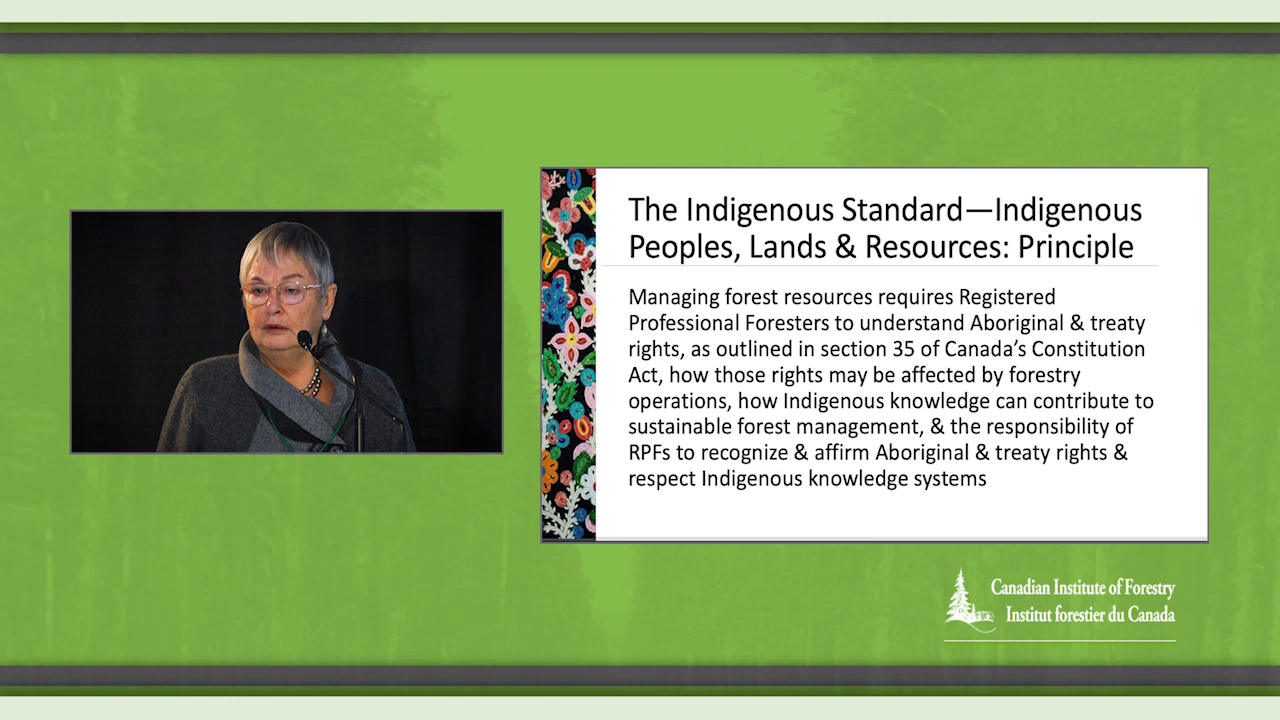 The Indigenous Standard—Indigenous
Peoples, Lands & Resources: Principle
Managing forest resources requires Registered
Professional Foresters to understand Aboriginal & treaty
rights, as outlined in section 35 of Canada’s Constitution
Act, how those rights may be affected by forestry
operations, how Indigenous knowledge can contribute to
sustainable forest management, & the responsibility of
RPFs to recognize & affirm Aboriginal & treaty rights &
respect Indigenous knowledge systems
Canadian Institute of Forestry
Institut forestier du Canada